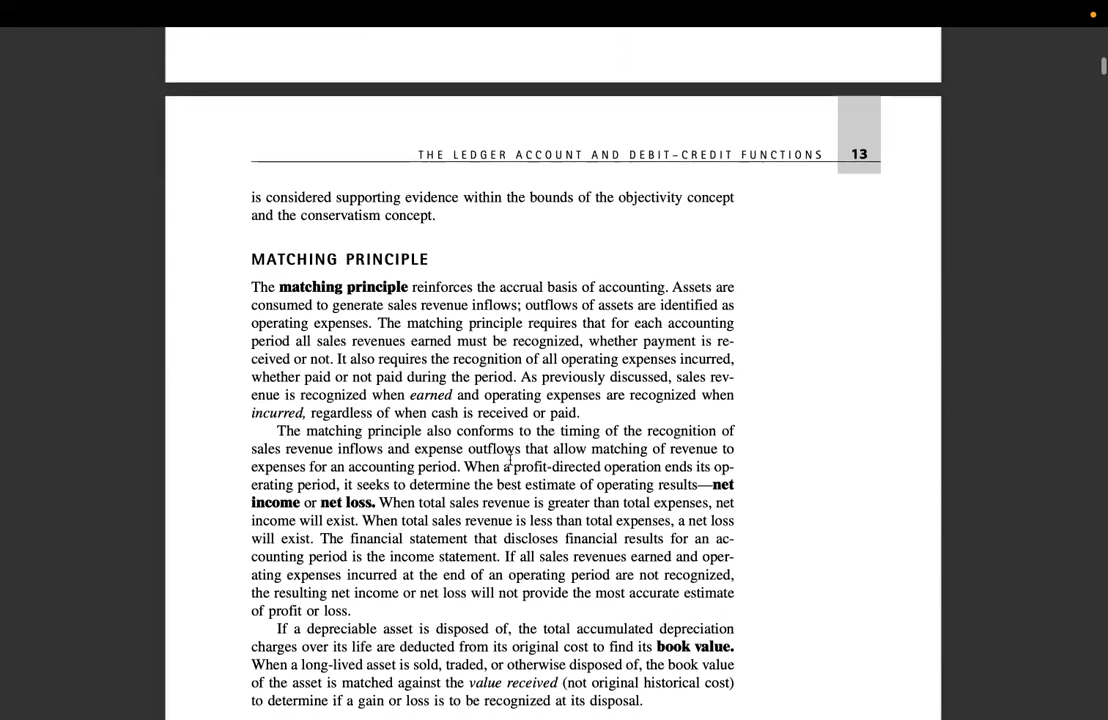 THE LEDGER ACCOUNT AND DEBIT–CREDIT FUNCTIONS 13
is considered supporting evidence within the bounds of the objectivity concept
and the conservatism concept.
MATCHING PRINCIPLE
The matching principle reinforces the accrual basis of accounting. Assets are
consumed to generate sales revenue inflows; outflows of assets are identified as
operating expenses. The matching principle requires that for each accounting
period all sales revenues earned must be recognized, whether payment is re-
ceived or not. It also requires the recognition of all operating expenses incurred,
whether paid or not paid during the period. As previously discussed, sales rev-
enue is recognized when earned and operating expenses are recognized when
incurred, regardless of when cash is received or paid.
The matching principle also conforms to the timing of the recognition of
sales revenue inflows and expense outflows that allow matching of revenue to
expenses for an accounting period. When a profit-directed operation ends its op-
erating period, it seeks to determine the best estimate of operating results—net
income or net loss. When total sales revenue is greater than total expenses, net
income will exist. When total sales revenue is less than total expenses, a net loss
will exist. The financial statement that discloses financial results for an ac-
counting period is the income statement. If all sales revenues earned and oper-
ating expenses incurred at the end of an operating period are not recognized,
the resulting net income or net loss will not provide the most accurate estimate
of profit or loss.
If a depreciable asset is disposed of, the total accumulated depreciation
charges over its life are deducted from its original cost to find its book value.
When a long-lived asset is sold, traded, or otherwise disposed of, the book value
of the asset is matched against the value received (not original historical cost)
to determine if a gain or loss is to be recognized at its disposal.